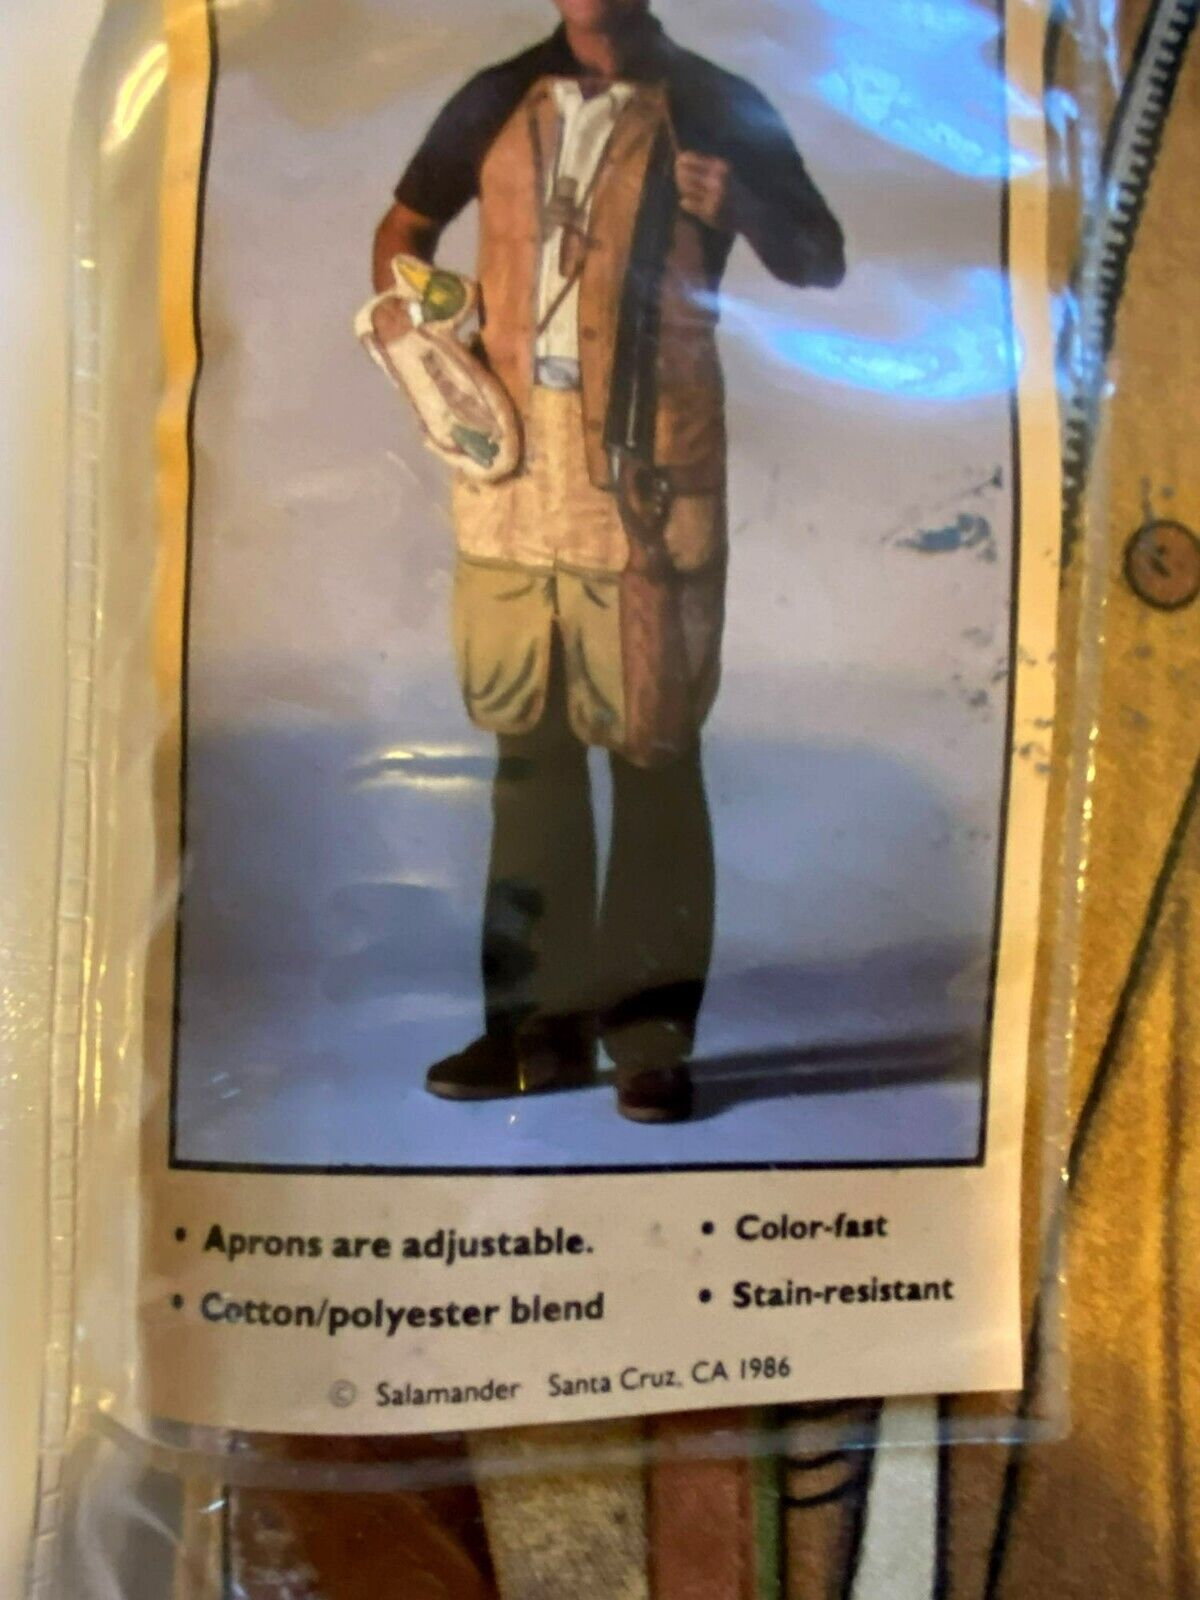 • Aprons are adjustable.
• Cotton/polyester blend
• Color-fast
• Stain-resistant
© Salamander Santa Cruz, CA 1986